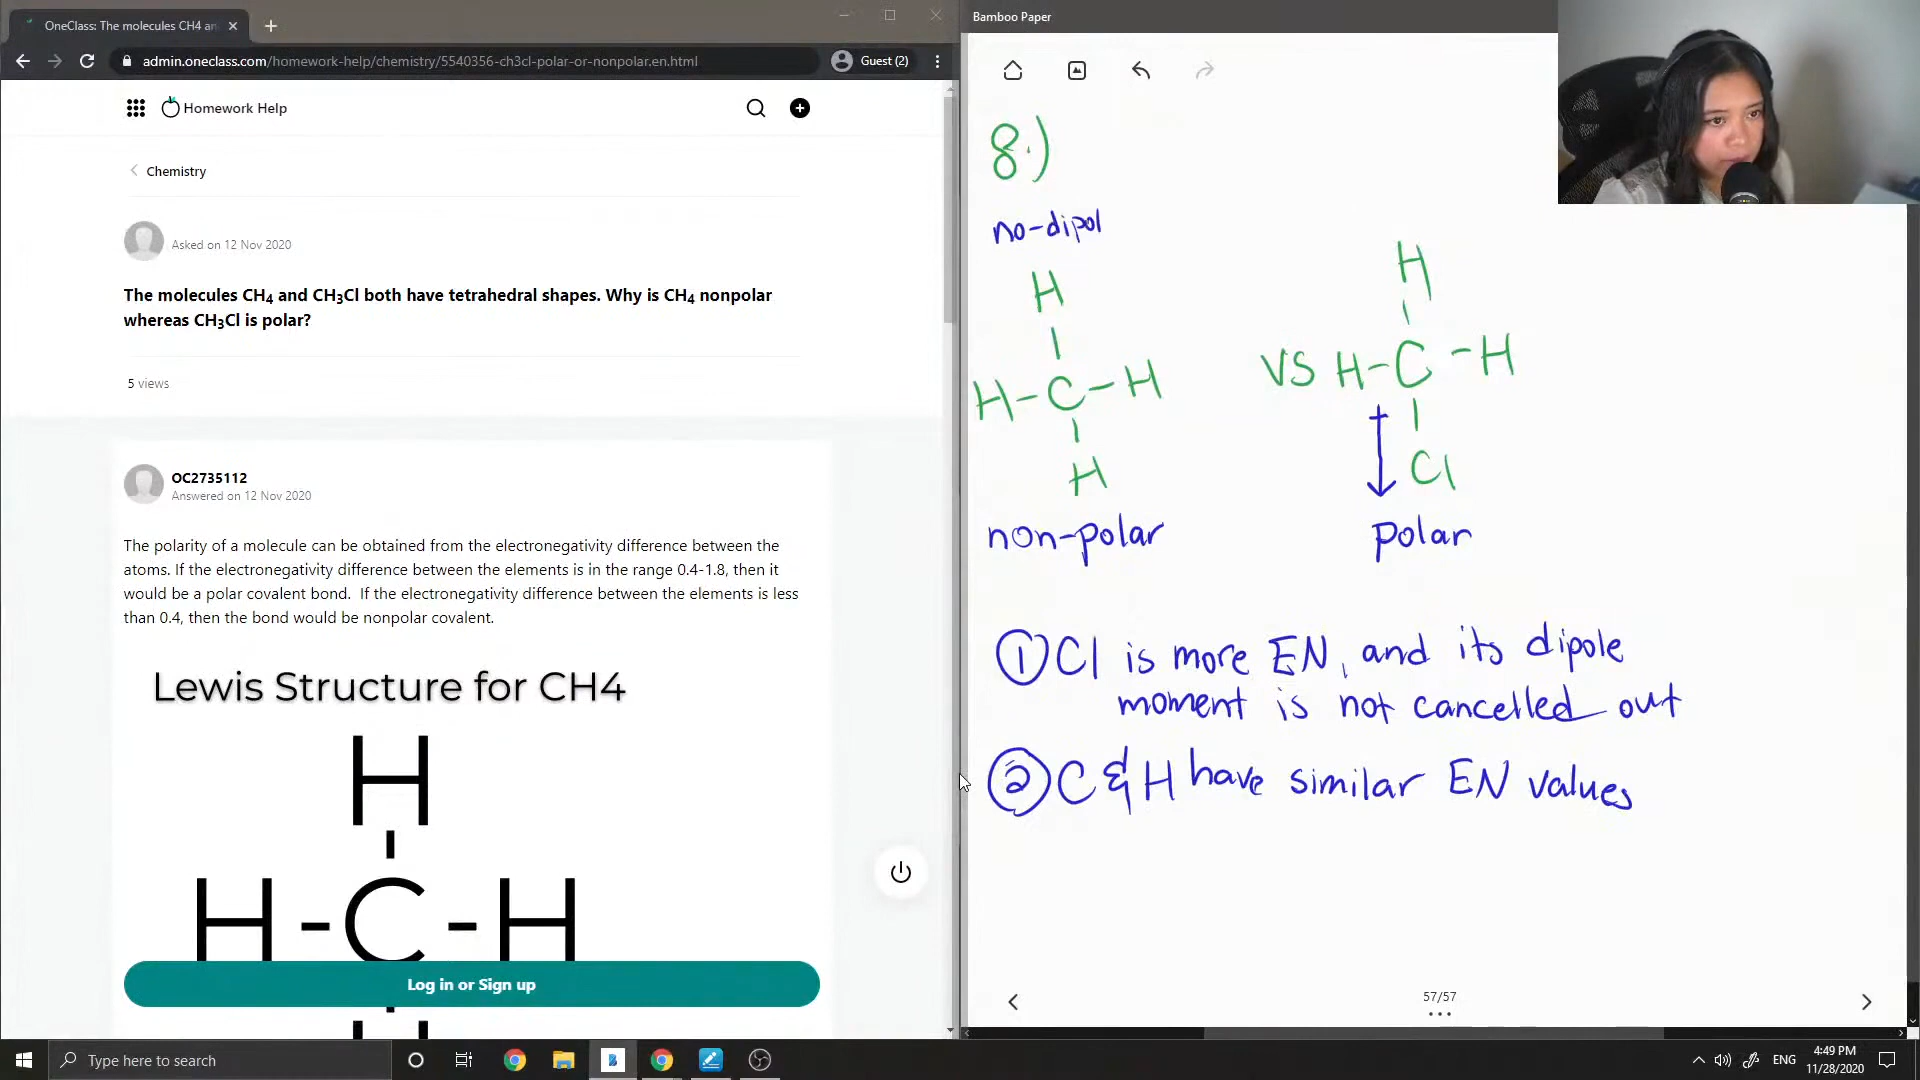 OneClass: The molecules CH4 an
Bamboo Paper
admin.oneclass.com/homework-help/chemistry/5540356-ch3cl-polar-or-nonpolar.en.html
Guest (2)
Homework Help
Chemistry
Asked on 12 Nov 2020
The molecules CH₄ and CH₃Cl both have tetrahedral shapes. Why is CH₄ nonpolar
whereas CH₃Cl is polar?
5 views
OC2735112
Answered on 12 Nov 2020
The polarity of a molecule can be obtained from the electronegativity difference between the
atoms. If the electronegativity difference between the elements is in the range 0.4-1.8, then it
would be a polar covalent bond.  If the electronegativity difference between the elements is less
than 0.4, then the bond would be nonpolar covalent.
Lewis Structure for CH4
H
H-C-H
H
Log in or Sign up
8.)
no-dipol
H
H-C-H
H
non-polar
VS
H
H-C-H
Cl
polar
① Cl is more EN, and its dipole
moment is not cancelled out
② C & H have similar EN values
57/57
Type here to search
ENG
4:49 PM
11/28/2020